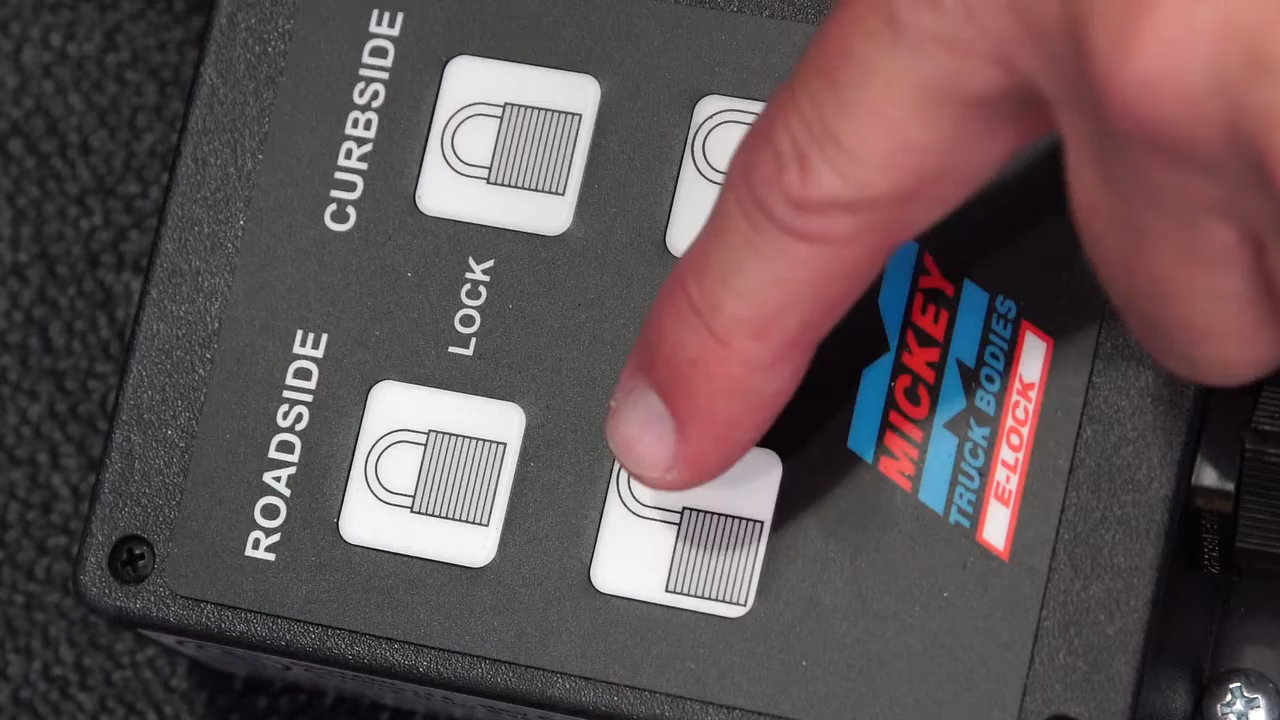 ROADSIDE
CURBSIDE
LOCK
MICKEY
TRUCK BODIES
E-LOCK